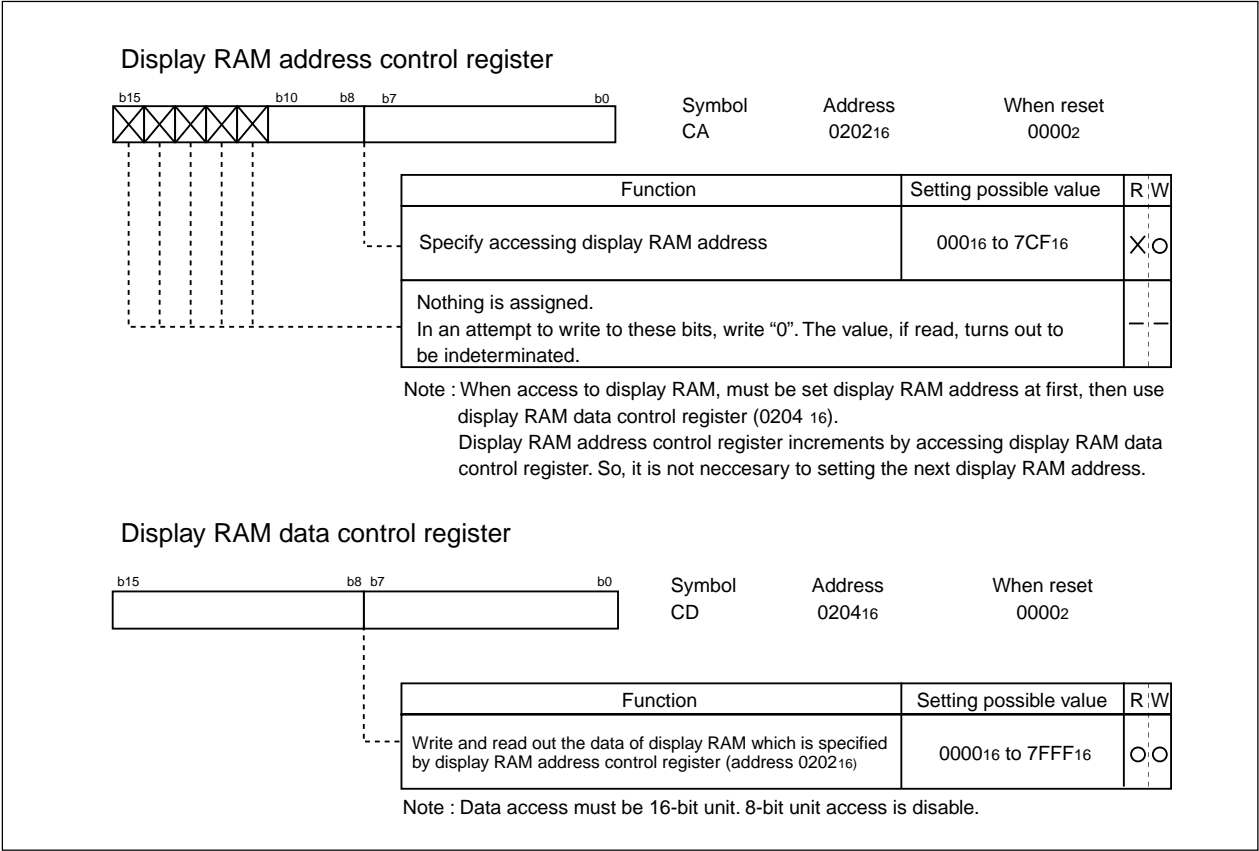 Display RAM address control register
b15 b10 b8 b7 b0
Symbol Address When reset
CA 020216 00002
Function Setting possible value R W
Specify accessing display RAM address 00016 to 7CF16 X O
Nothing is assigned.
In an attempt to write to these bits, write “0”. The value, if read, turns out to
be indeterminated.
— —
Note : When access to display RAM, must be set display RAM address at first, then use
display RAM data control register (0204 16).
Display RAM address control register increments by accessing display RAM data
control register. So, it is not neccesary to setting the next display RAM address.
Display RAM data control register
b15 b8 b7 b0
Symbol Address When reset
CD 020416 00002
Function Setting possible value R W
Write and read out the data of display RAM which is specified
by display RAM address control register (address 020216)
000016 to 7FFF16 O O
Note : Data access must be 16-bit unit. 8-bit unit access is disable.